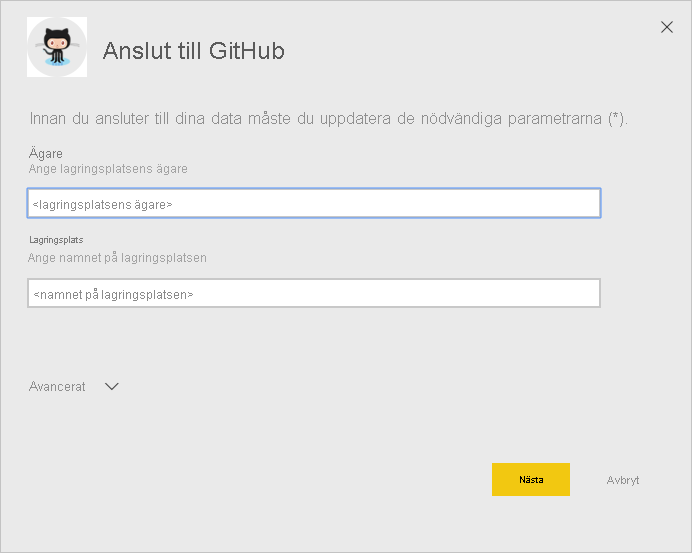 Anslut till GitHub
Innan du ansluter till dina data måste du uppdatera de nödvändiga parametrarna (*).
Ägare
Ange lagringsplatsens ägare
<lagringsplatsens ägare>
Lagringsplats
Ange namnet på lagringsplatsen
<namnet på lagringsplatsen>
Avancerat
Nästa
Avbryt